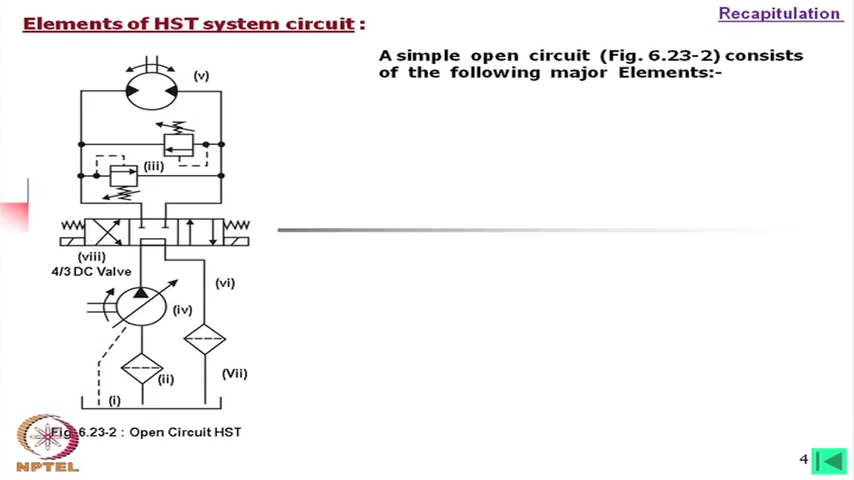 Recapitulation
Elements of HST system circuit :
A simple open circuit (Fig. 6.23-2) consists
of the following major Elements:-
(v)
(iii)
(viii)
4/3 DC Valve
(vi)
(iv)
(ii)
(Vii)
(i)
Fig 6.23-2 : Open Circuit HST
NPTEL
4